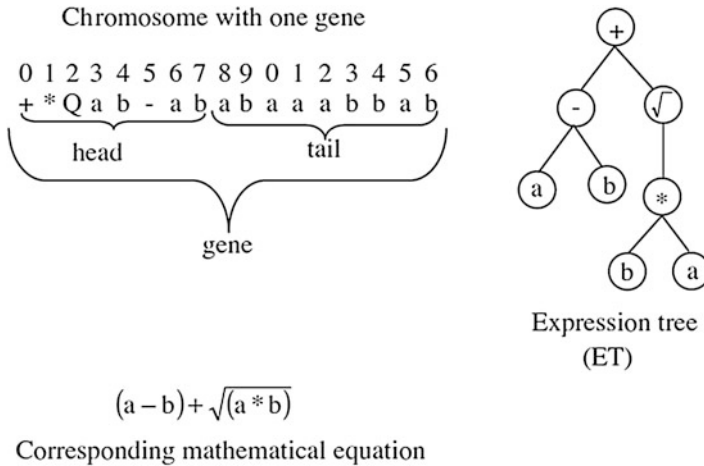 Chromosome with one gene
0 1 2 3 4 5 6 7 8 9 0 1 2 3 4 5 6
+ * Q a b - a b a b a a a b b a b
head
tail
gene
+
- √
a b *
b a
Expression tree
(ET)
(a – b) + √(a * b)
Corresponding mathematical equation